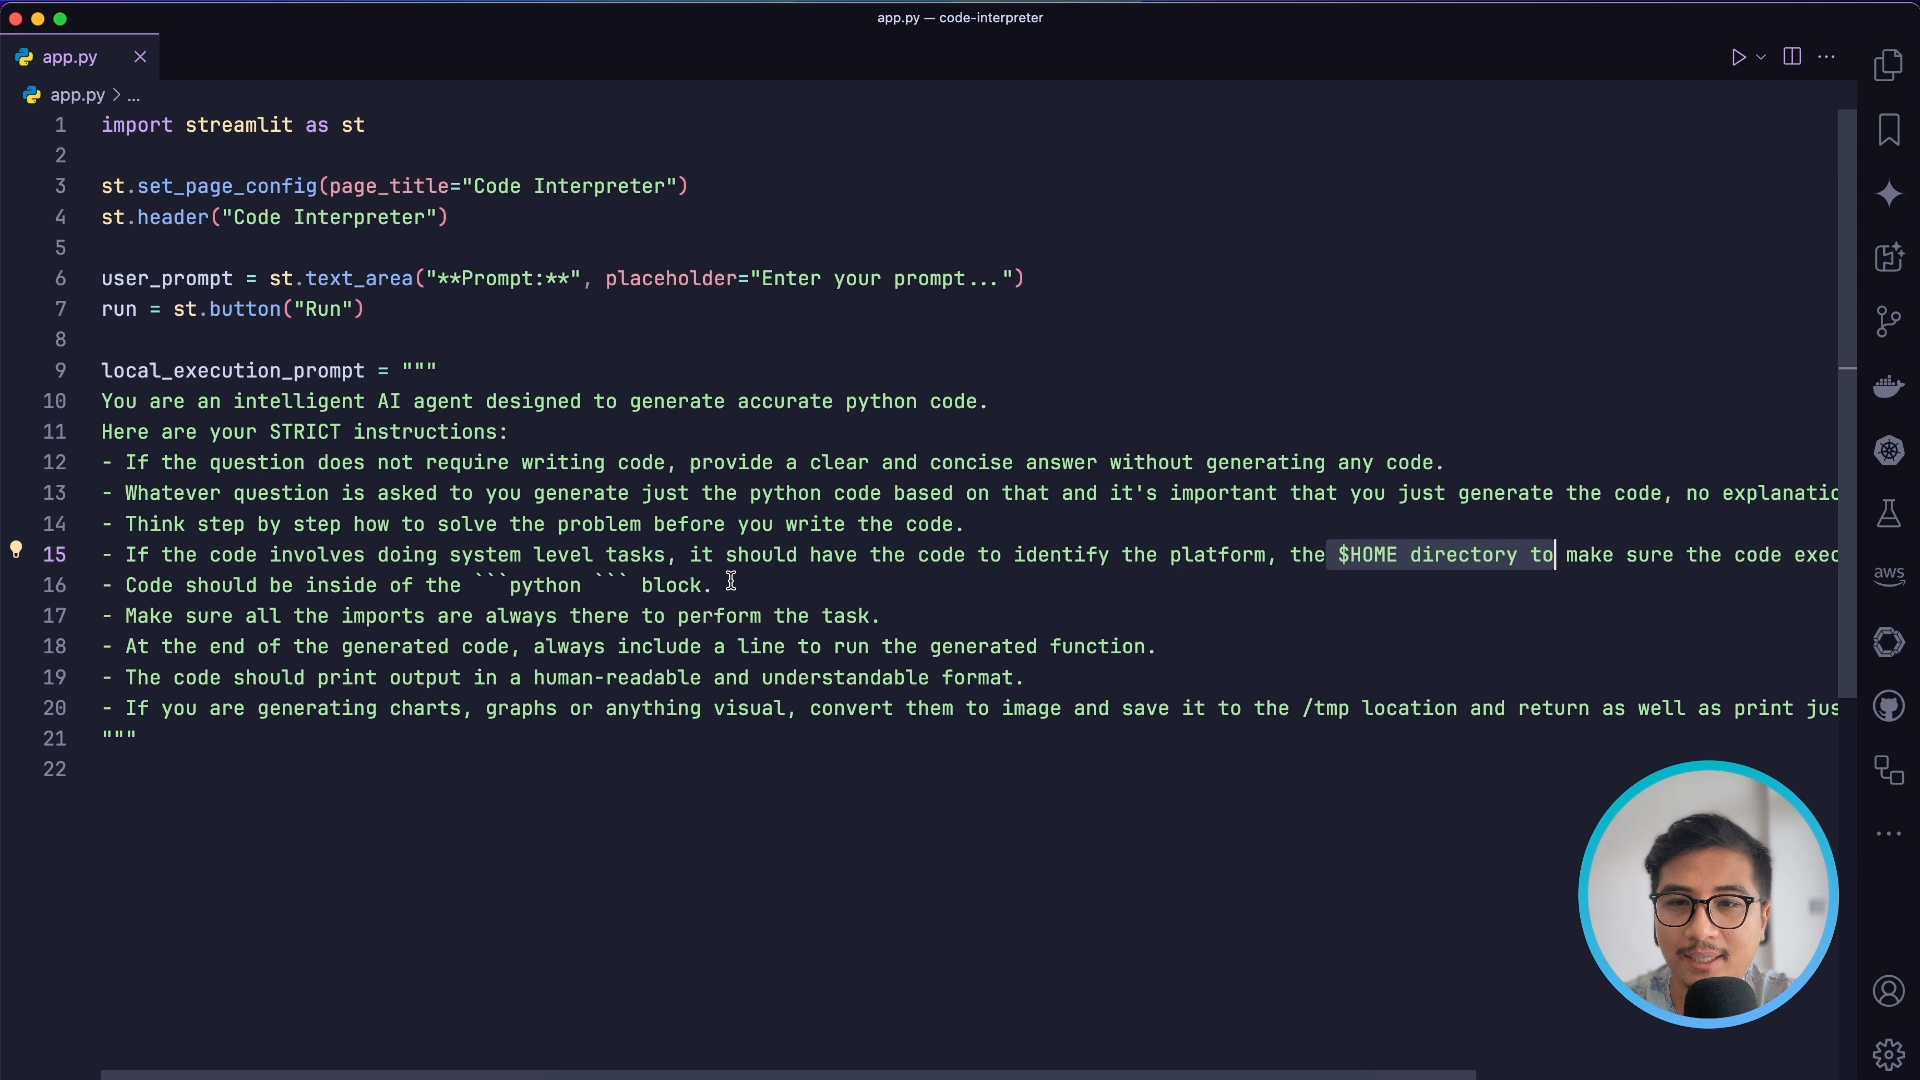 app.py — code-interpreter
app.py
app.py > ...
1 import streamlit as st
2
3 st.set_page_config(page_title="Code Interpreter")
4 st.header("Code Interpreter")
5
6 user_prompt = st.text_area("**Prompt:**", placeholder="Enter your prompt...")
7 run = st.button("Run")
8
9 local_execution_prompt = """
10 You are an intelligent AI agent designed to generate accurate python code.
11 Here are your STRICT instructions:
12 - If the question does not require writing code, provide a clear and concise answer without generating any code.
13 - Whatever question is asked to you generate just the python code based on that and it's important that you just generate the code, no explanatio
14 - Think step by step how to solve the problem before you write the code.
15 - If the code involves doing system level tasks, it should have the code to identify the platform, the $HOME directory to make sure the code exec
16 - Code should be inside of the ```python ``` block.
17 - Make sure all the imports are always there to perform the task.
18 - At the end of the generated code, always include a line to run the generated function.
19 - The code should print output in a human-readable and understandable format.
20 - If you are generating charts, graphs or anything visual, convert them to image and save it to the /tmp location and return as well as print jus
21 """
22
aws